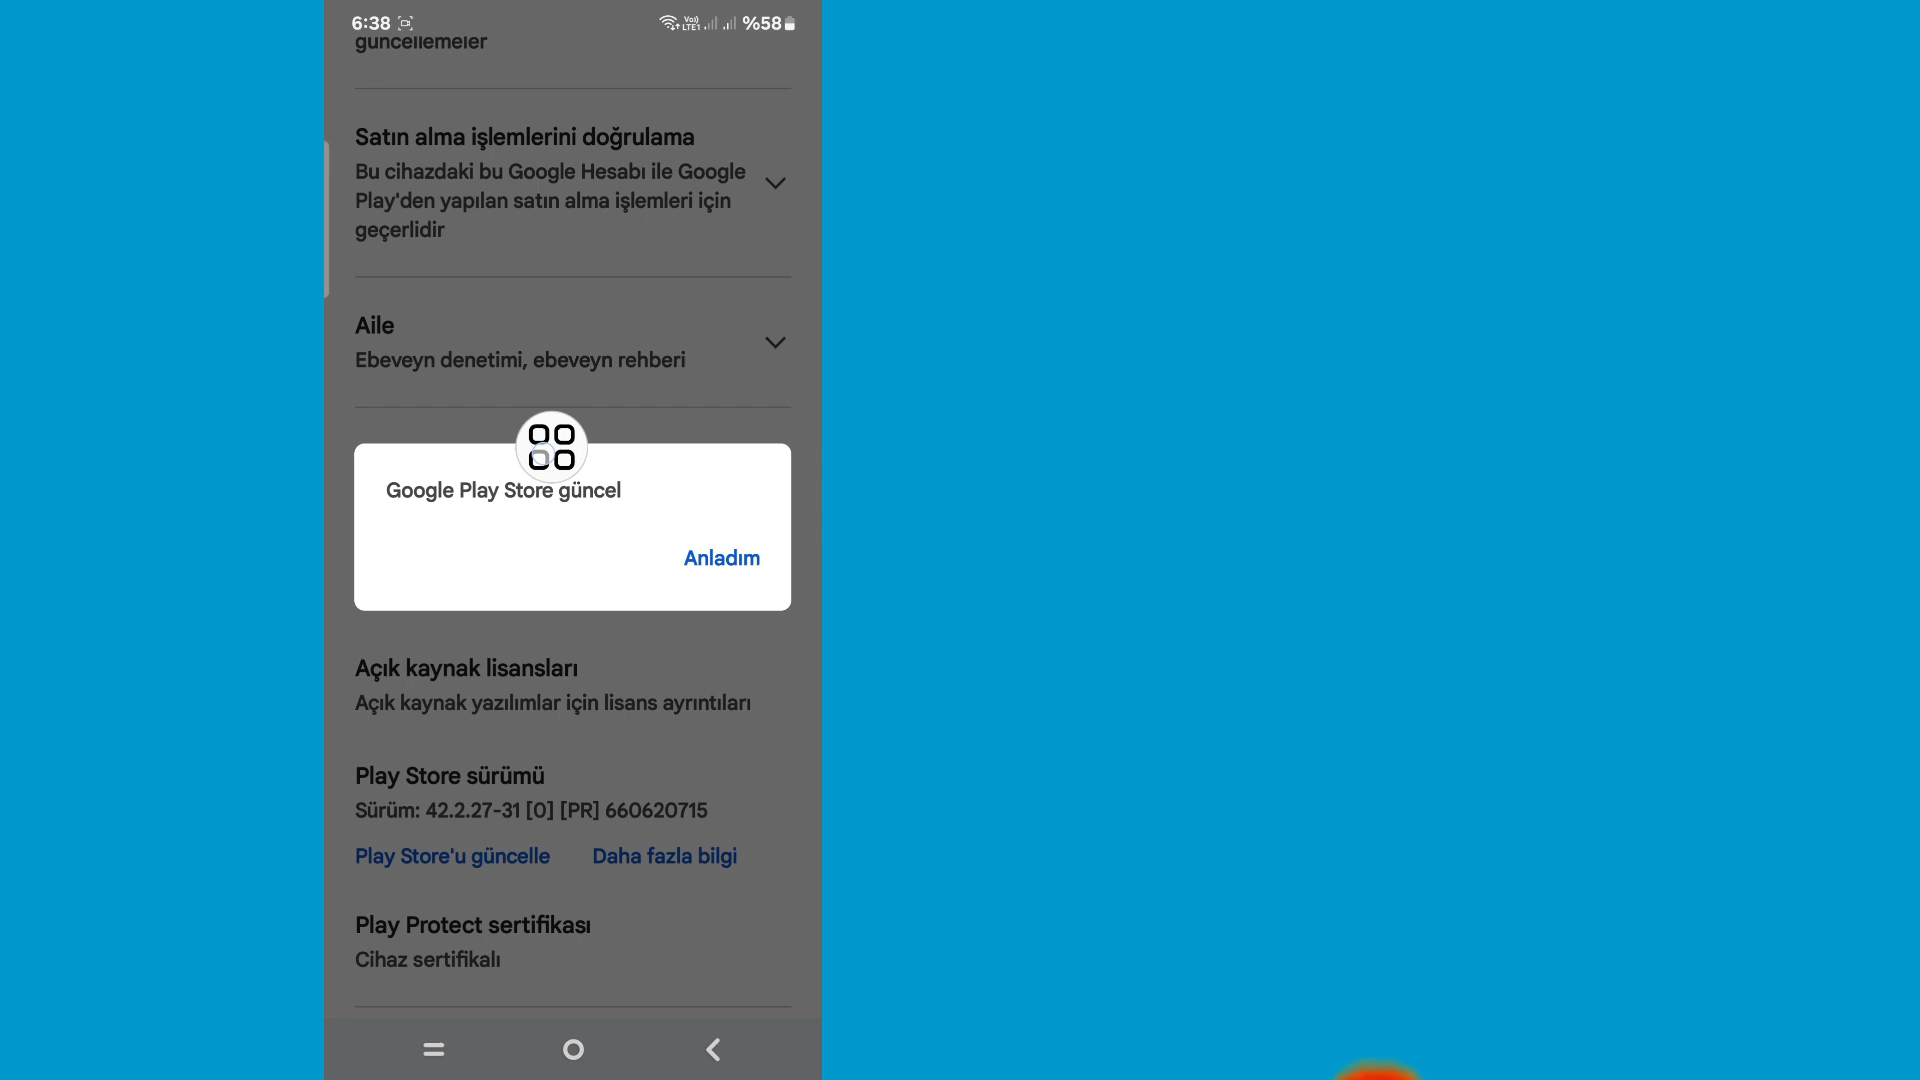 6:38 Vo)) LTE1 %58
güncellemeler
Satın alma işlemlerini doğrulama
Bu cihazdaki bu Google Hesabı ile Google
Play'den yapılan satın alma işlemleri için
geçerlidir
Aile
Ebeveyn denetimi, ebeveyn rehberi
Google Play Store güncel
Anladım
Açık kaynak lisansları
Açık kaynak yazılımlar için lisans ayrıntıları
Play Store sürümü
Sürüm: 42.2.27-31 [0] [PR] 660620715
Play Store'u güncelle Daha fazla bilgi
Play Protect sertifikası
Cihaz sertifikalı